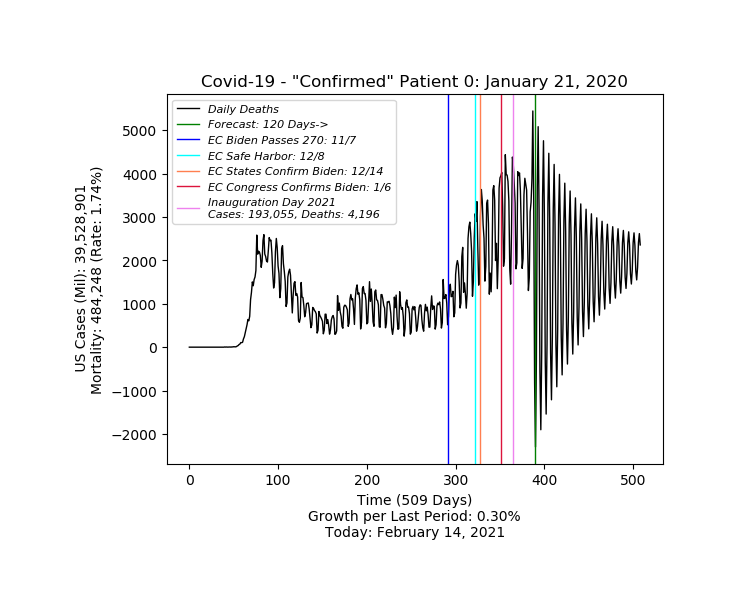 Covid-19 - "Confirmed" Patient 0: January 21, 2020
Daily Deaths
Forecast: 120 Days->
EC Biden Passes 270: 11/7
EC Safe Harbor: 12/8
EC States Confirm Biden: 12/14
EC Congress Confirms Biden: 1/6
Inauguration Day 2021
Cases: 193,055, Deaths: 4,196
US Cases (Mil): 39,528,901
Mortality: 484,248 (Rate: 1.74%)
5000
4000
3000
2000
1000
0
−1000
−2000
0 100 200 300 400 500
Time (509 Days)
Growth per Last Period: 0.30%
Today: February 14, 2021